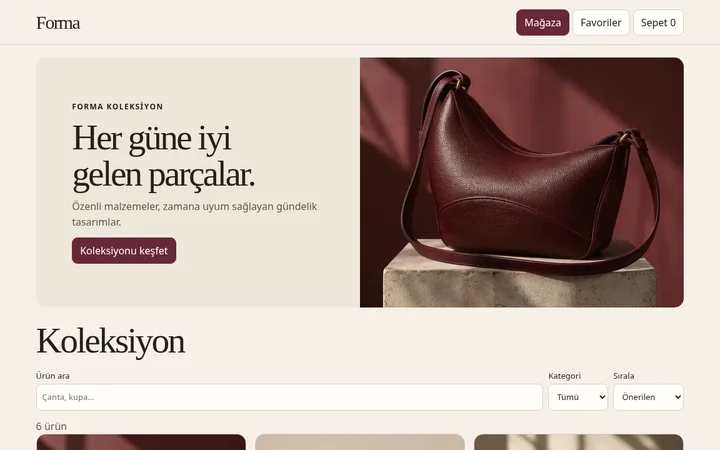 Forma
Mağaza
Favoriler
Sepet 0
FORMA KOLEKSİYON
Her güne iyi
gelen parçalar.
Özenli malzemeler, zamana uyum sağlayan gündelik
tasarımlar.
Koleksiyonu keşfet
Koleksiyon
Ürün ara
Kategori
Sırala
Çanta, kupa...
Tümü
Önerilen
6 ürün